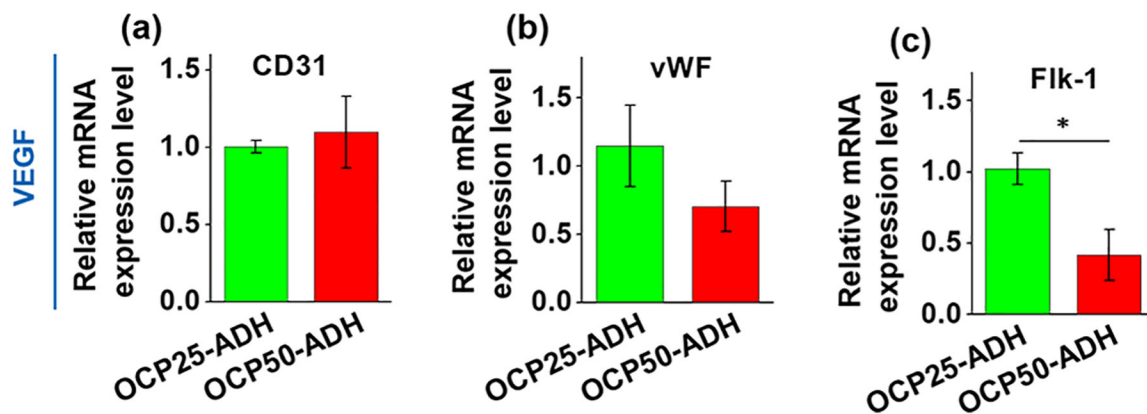 VEGF
(a)
CD31
Relative mRNA
expression level
1.5
1.0
0.5
0.0
OCP25-ADH
OCP50-ADH
(b)
vWF
Relative mRNA
expression level
1.5
1.0
0.5
0.0
OCP25-ADH
OCP50-ADH
(c)
Flk-1
*
Relative mRNA
expression level
1.5
1.0
0.5
0.0
OCP25-ADH
OCP50-ADH